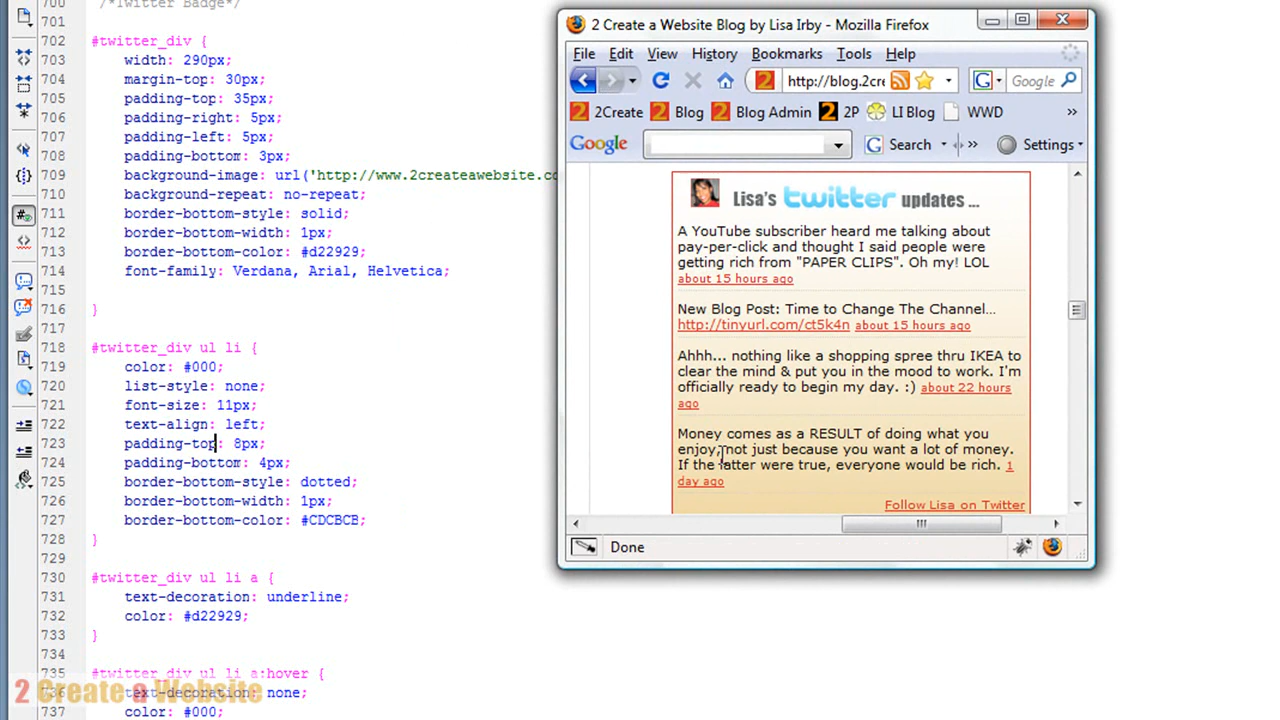 700 /*Twitter Badge*/
701
702 #twitter_div {
703 width: 290px;
704 margin-top: 30px;
705 padding-top: 35px;
706 padding-right: 5px;
707 padding-left: 5px;
708 padding-bottom: 3px;
709 background-image: url('http://www.2createawebsite.co
710 background-repeat: no-repeat;
711 border-bottom-style: solid;
712 border-bottom-width: 1px;
713 border-bottom-color: #d22929;
714 font-family: Verdana, Arial, Helvetica;
715
716 }
717
718 #twitter_div ul li {
719 color: #000;
720 list-style: none;
721 font-size: 11px;
722 text-align: left;
723 padding-top: 8px;
724 padding-bottom: 4px;
725 border-bottom-style: dotted;
726 border-bottom-width: 1px;
727 border-bottom-color: #CDCBCB;
728 }
729
730 #twitter_div ul li a {
731 text-decoration: underline;
732 color: #d22929;
733 }
734
735 #twitter_div ul li a:hover {
736 text-decoration: none;
737 color: #000;
2 Create a Website
2 Create a Website Blog by Lisa Irby - Mozilla Firefox
File Edit View History Bookmarks Tools Help
2 http://blog.2cre G Google
2 2Create 2 Blog 2 Blog Admin 2 2P LI Blog WWD »
Google G Search » Settings
Lisa's twitter updates ...
A YouTube subscriber heard me talking about
pay-per-click and thought I said people were
getting rich from "PAPER CLIPS". Oh my! LOL
about 15 hours ago
New Blog Post: Time to Change The Channel...
http://tinyurl.com/ct5k4n about 15 hours ago
Ahhh... nothing like a shopping spree thru IKEA to
clear the mind & put you in the mood to work. I'm
officially ready to begin my day. :) about 22 hours
ago
Money comes as a RESULT of doing what you
enjoy, not just because you want a lot of money.
If the latter were true, everyone would be rich. 1
day ago
Follow Lisa on Twitter
Done